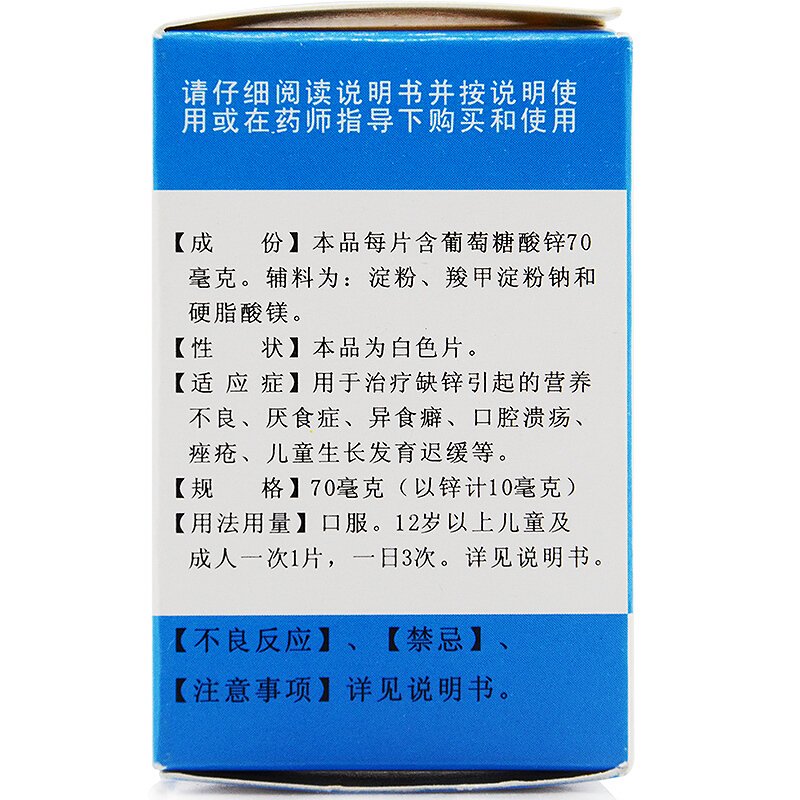 请仔细阅读说明书并按说明使
用或在药师指导下购买和使用
【成 份】本品每片含葡萄糖酸锌70
毫克。辅料为：淀粉、羧甲淀粉钠和
硬脂酸镁。
【性 状】本品为白色片。
【适应症】用于治疗缺锌引起的营养
不良、厌食症、异食癖、口腔溃疡、
痤疮、儿童生长发育迟缓等。
【规 格】70毫克（以锌计10毫克）
【用法用量】口服。12岁以上儿童及
成人一次1片，一日3次。详见说明书。
【不良反应】、【禁忌】、
【注意事项】详见说明书。